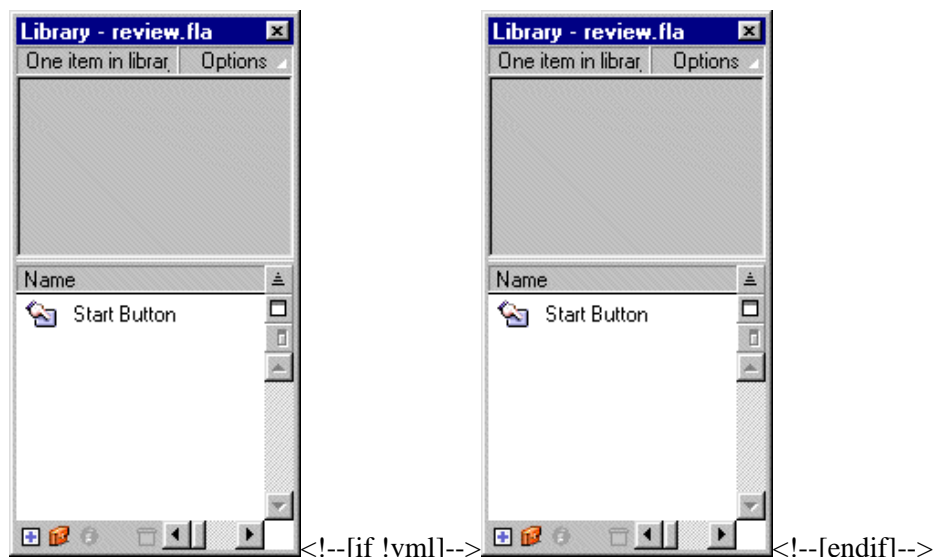 Library - review.fla
One item in librar
Options
Name
Start Button
<!--[if !vml]-->
Library - review.fla
One item in librar
Options
Name
Start Button
<!--[endif]-->